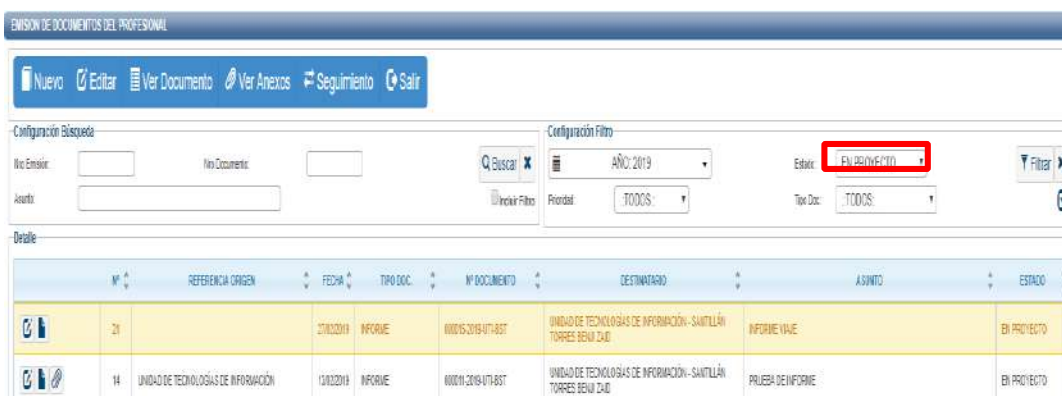 EMISION DE DOCUMENTOS DEL PROFESIONAL
Nuevo Editar Ver Documento Ver Anexos Seguimiento Salir
Configuración Búsqueda Configuración Filtro
Nro Emisión: Nro Documento: Buscar AÑO: 2019 Estado: EN PROYECTO Filtrar
Asunto: Incluir Filtro Prioridad: .:TODOS:. Tipo Doc: .:TODOS:.
Detalle
Nº REFERENCIA ORIGEN FECHA TIPO DOC. Nº DOCUMENTO DESTINATARIO ASUNTO ESTADO
21 27/02/2019 INFORME 000015-2019-UTI-BST UNIDAD DE TECNOLOGÍAS DE INFORMACIÓN - SANTILLÁN TORRES BENJI ZAID INFORME VIAJE EN PROYECTO
14 UNIDAD DE TECNOLOGÍAS DE INFORMACIÓN 13/02/2019 INFORME 000011-2019-UTI-BST UNIDAD DE TECNOLOGÍAS DE INFORMACIÓN - SANTILLÁN TORRES BENJI ZAID PRUEBA DE INFORME EN PROYECTO